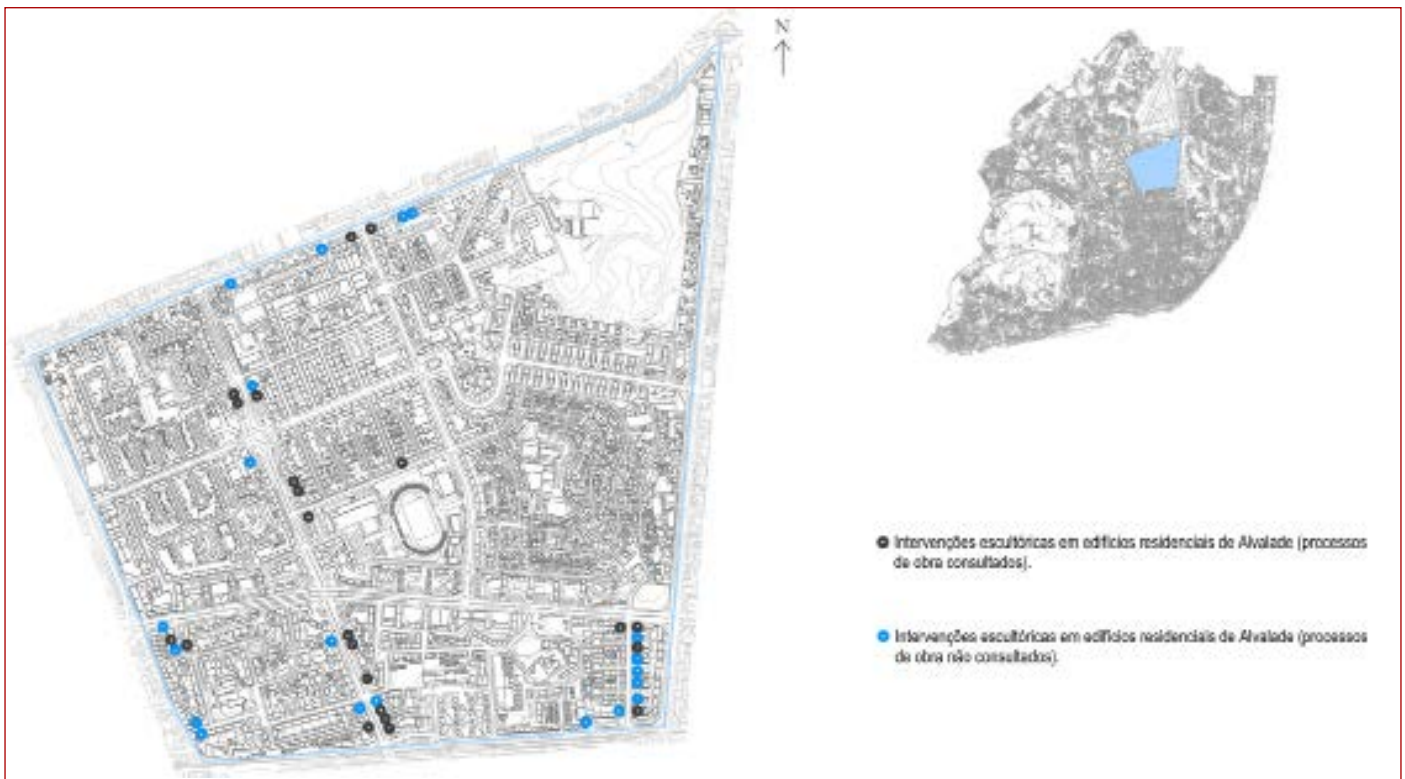 N
Intervenções escultóricas em edifícios residenciais de Alvalade (processos
de obra consultados).
Intervenções escultóricas em edifícios residenciais de Alvalade (processos
de obra não consultados).